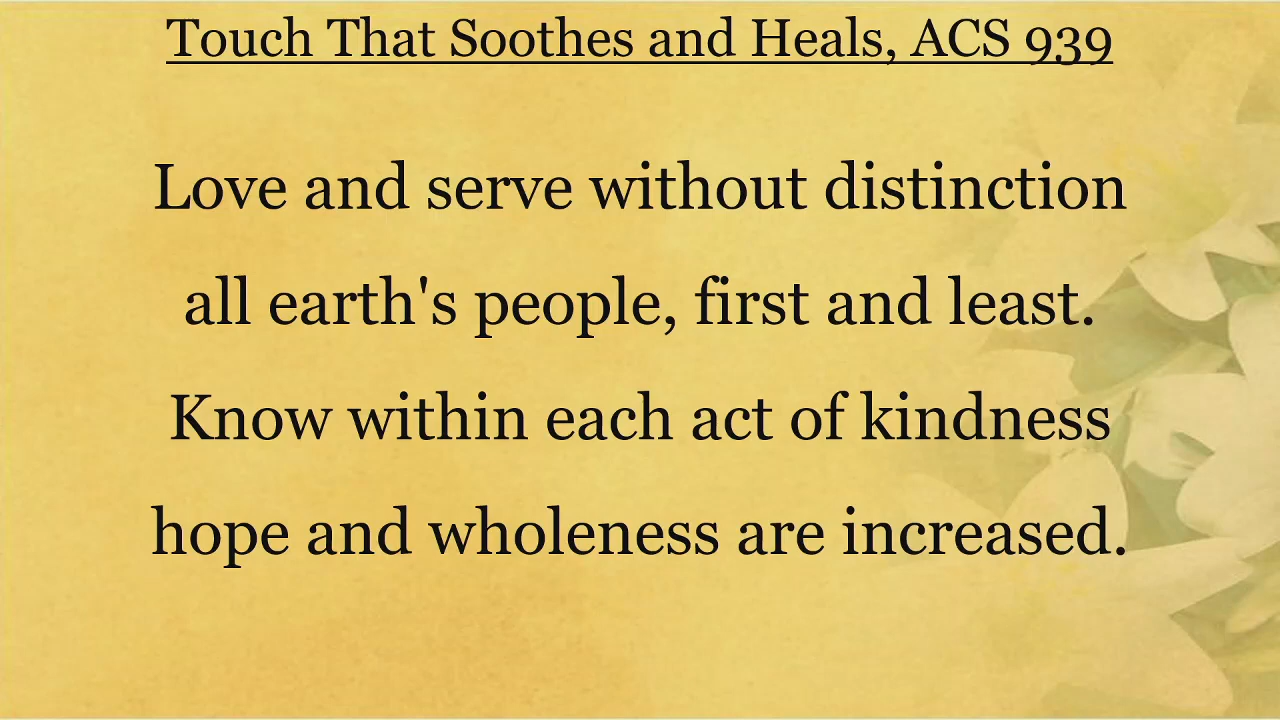 Touch That Soothes and Heals, ACS 939
Love and serve without distinction
all earth's people, first and least.
Know within each act of kindness
hope and wholeness are increased.